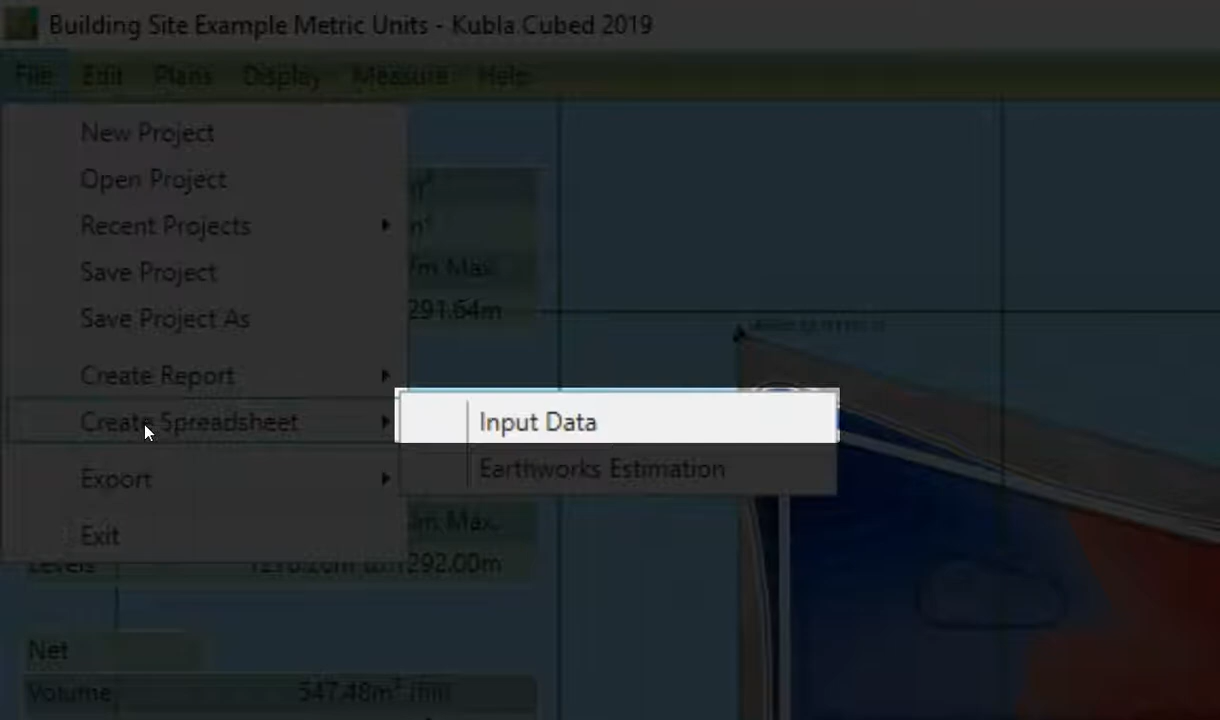 Building Site Example Metric Units - Kubla Cubed 2019
File Edit Plans Display Measure Help
New Project
Open Project
Recent Projects
Save Project
/m Max.
Save Project As
291.64m
Create Report
Create Spreadsheet
Input Data
Earthworks Estimation
Export
Max.
Exit
Levels 292.00m
Net
Volume 547.48m³